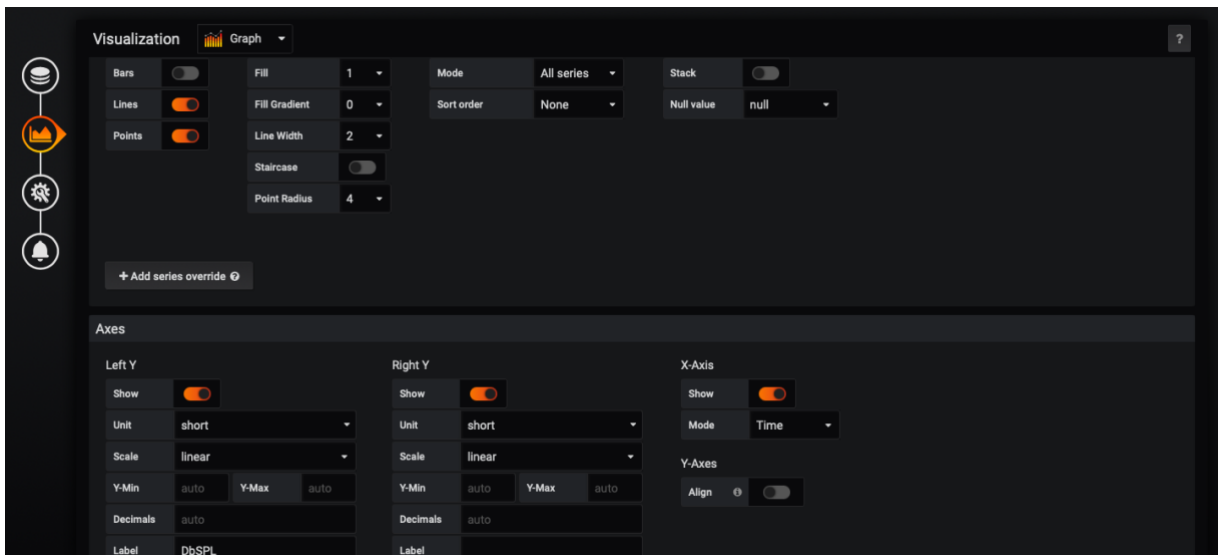 Visualization Graph ?
Bars Fill 1 Mode All series Stack
Lines Fill Gradient 0 Sort order None Null value null
Points Line Width 2
Staircase
Point Radius 4
+ Add series override ?
Axes
Left Y Right Y X-Axis
Show Show Show
Unit short Unit short Mode Time
Scale linear Scale linear
Y-Axes
Y-Min auto Y-Max auto Y-Min auto Y-Max auto Align i
Decimals auto Decimals auto
Label DbSPL Label